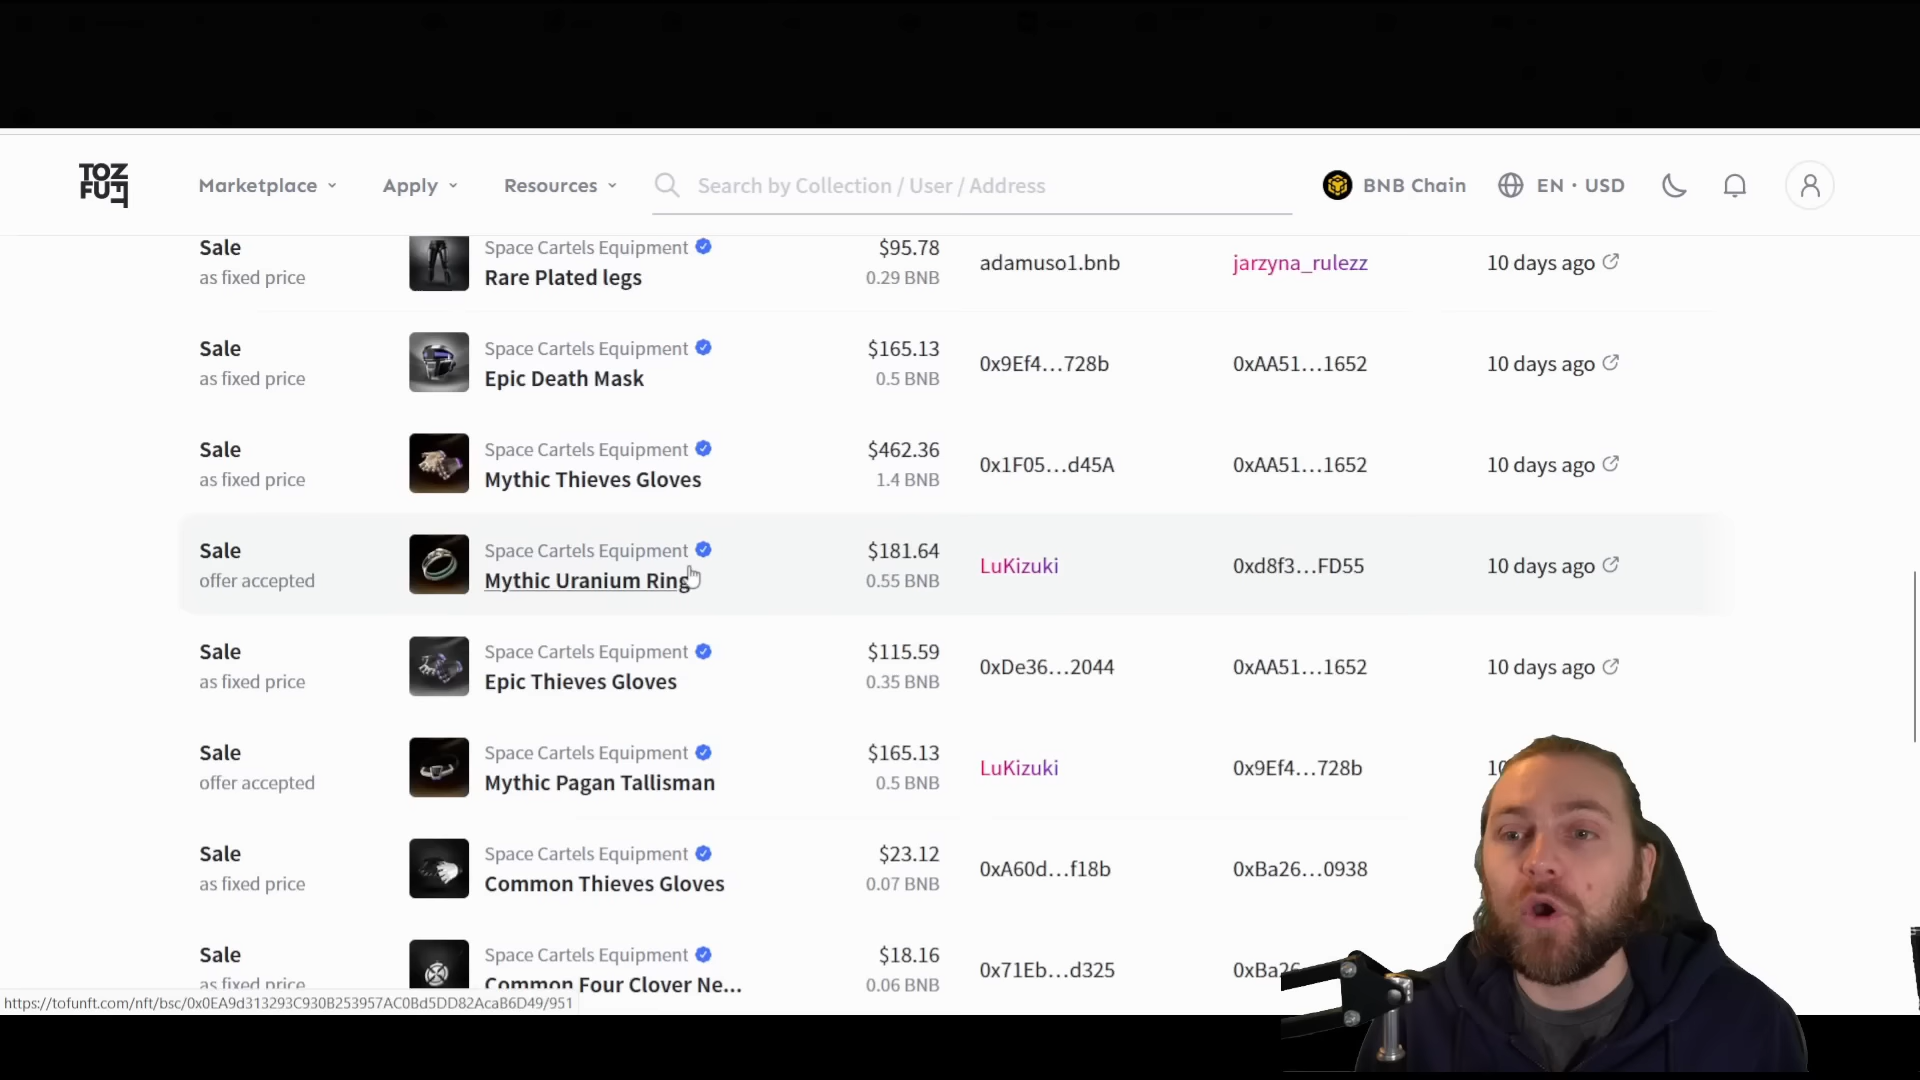 TOZ
FUГ
Marketplace
Apply
Resources
Search by Collection / User / Address
BNB Chain
EN · USD
Sale
as fixed price
Space Cartels Equipment
Rare Plated legs
$95.78
0.29 BNB
adamuso1.bnb
jarzyna_rulezz
10 days ago
Sale
as fixed price
Space Cartels Equipment
Epic Death Mask
$165.13
0.5 BNB
0x9Ef4...728b
0xAA51...1652
10 days ago
Sale
as fixed price
Space Cartels Equipment
Mythic Thieves Gloves
$462.36
1.4 BNB
0x1F05...d45A
0xAA51...1652
10 days ago
Sale
offer accepted
Space Cartels Equipment
Mythic Uranium Ring
$181.64
0.55 BNB
LuKizuki
0xd8f3...FD55
10 days ago
Sale
as fixed price
Space Cartels Equipment
Epic Thieves Gloves
$115.59
0.35 BNB
0xDe36...2044
0xAA51...1652
10 days ago
Sale
offer accepted
Space Cartels Equipment
Mythic Pagan Tallisman
$165.13
0.5 BNB
LuKizuki
0x9Ef4...728b
10
Sale
as fixed price
Space Cartels Equipment
Common Thieves Gloves
$23.12
0.07 BNB
0xA60d...f18b
0xBa26...0938
Sale
as fixed price
Space Cartels Equipment
Common Four Clover Ne...
$18.16
0.06 BNB
0x71Eb...d325
0xBa26
https://tofunft.com/nft/bsc/0x0EA9d313293C930B253957AC0Bd5DD82AcaB6D49/951